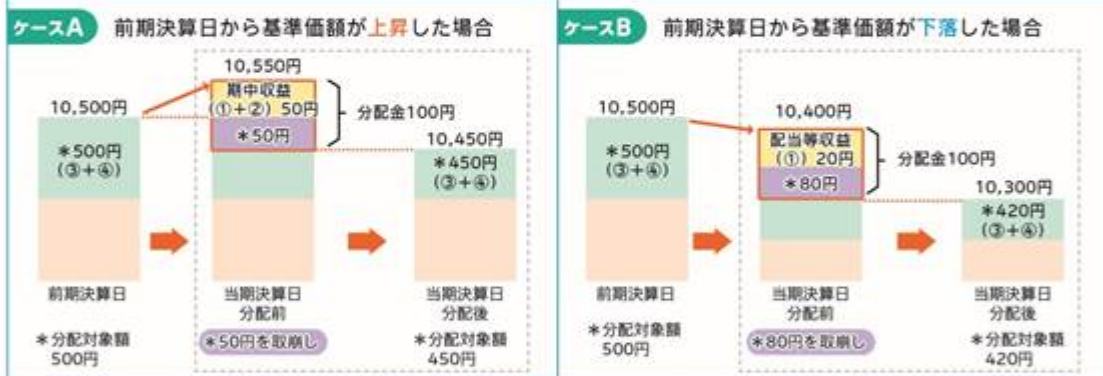 ケースA 前期決算日から基準価額が上昇した場合
10,550円
期中収益
(①+②) 50円
*50円
分配金100円
10,500円
*500円
(③+④)
10,450円
*450円
(③+④)
前期決算日
当期決算日
分配前
当期決算日
分配後
*分配対象額
500円
*50円を取崩し
*分配対象額
450円
ケースB 前期決算日から基準価額が下落した場合
10,500円
*500円
(③+④)
10,400円
配当等収益
(①) 20円
*80円
分配金100円
10,300円
*420円
(③+④)
前期決算日
当期決算日
分配前
当期決算日
分配後
*分配対象額
500円
*80円を取崩し
*分配対象額
420円